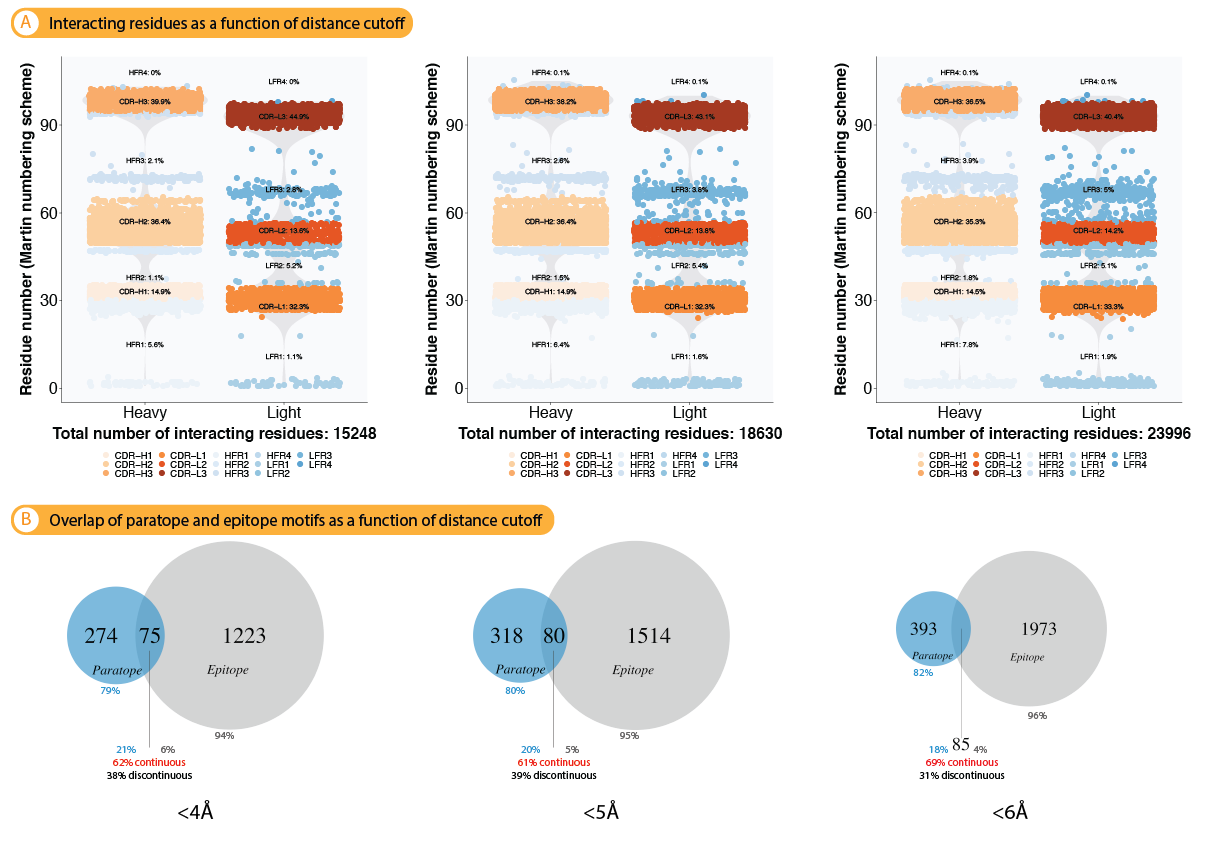 A Interacting residues as a function of distance cutoff
Residue number (Martin numbering scheme)
90
60
30
0
HFR4: 0%
CDR-H3: 39.9%
HFR3: 2.1%
CDR-H2: 36.4%
HFR2: 1.1%
CDR-H1: 14.9%
HFR1: 5.6%
LFR4: 0%
CDR-L3: 44.9%
LFR3: 2.8%
CDR-L2: 13.6%
LFR2: 5.2%
CDR-L1: 32.3%
LFR1: 1.1%
Heavy Light
Total number of interacting residues: 15248
CDR-H1 CDR-L1 HFR1 HFR4 LFR3
CDR-H2 CDR-L2 HFR2 LFR1 LFR4
CDR-H3 CDR-L3 HFR3 LFR2
Residue number (Martin numbering scheme)
90
60
30
0
HFR4: 0.1%
CDR-H3: 38.2%
HFR3: 2.6%
CDR-H2: 36.4%
HFR2: 1.5%
CDR-H1: 14.9%
HFR1: 6.4%
LFR4: 0.1%
CDR-L3: 43.1%
LFR3: 3.8%
CDR-L2: 13.8%
LFR2: 5.4%
CDR-L1: 32.3%
LFR1: 1.6%
Heavy Light
Total number of interacting residues: 18630
CDR-H1 CDR-L1 HFR1 HFR4 LFR3
CDR-H2 CDR-L2 HFR2 LFR1 LFR4
CDR-H3 CDR-L3 HFR3 LFR2
Residue number (Martin numbering scheme)
90
60
30
0
HFR4: 0.1%
CDR-H3: 36.5%
HFR3: 3.9%
CDR-H2: 35.3%
HFR2: 1.8%
CDR-H1: 14.5%
HFR1: 7.8%
LFR4: 0.1%
CDR-L3: 40.4%
LFR3: 5%
CDR-L2: 14.2%
LFR2: 5.1%
CDR-L1: 33.3%
LFR1: 1.9%
Heavy Light
Total number of interacting residues: 23996
CDR-H1 CDR-L1 HFR1 HFR4 LFR3
CDR-H2 CDR-L2 HFR2 LFR1 LFR4
CDR-H3 CDR-L3 HFR3 LFR2
B Overlap of paratope and epitope motifs as a function of distance cutoff
274 75 1223
Paratope Epitope
79%
94%
21% 6%
62% continuous
38% discontinuous
<4Å
318 80 1514
Paratope Epitope
80%
95%
20% 5%
61% continuous
39% discontinuous
<5Å
393 1973
Paratope Epitope
82%
96%
18% 85 4%
69% continuous
31% discontinuous
<6Å